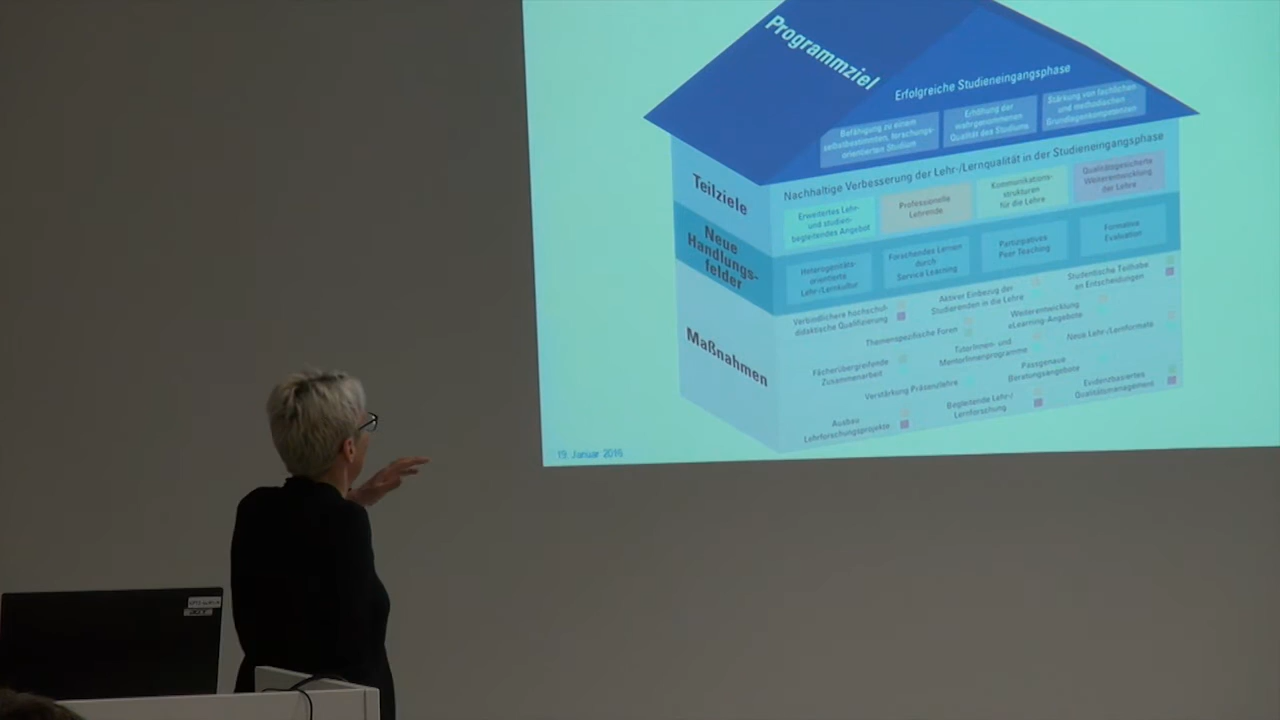 Programmziel
Erfolgreiche Studieneingangsphase
Befähigung zu einem
selbstbestimmten, forschungs-
orientierten Studium
Erhöhung der
wahrgenommenen
Qualität des Studiums
Stärkung von fachlichen
und methodischen
Grundlagenkompetenzen
Teilziele
Nachhaltige Verbesserung der Lehr-/Lernqualität in der Studieneingangsphase
Erweitertes Lehr-
und studien-
begleitendes Angebot
Professionelle
Lehrende
Kommunikations-
strukturen
für die Lehre
Qualitätsgesicherte
Weiterentwicklung
der Lehre
Neue
Handlungs-
felder
Heterogenitäts-
orientierte
Lehr-/Lernkultur
Forschendes Lernen
durch
Service Learning
Partizipatives
Peer Teaching
Formative
Evaluation
Maßnahmen
Verbindlichere hochschul-
didaktische Qualifizierung
Aktiver Einbezug der
Studierenden in die Lehre
Studentische Teilhabe
an Entscheidungen
Themenspezifische Foren
Weiterentwicklung
eLearning-Angebote
Fächerübergreifende
Zusammenarbeit
TutorInnen- und
MentorInnenprogramme
Neue Lehr-/Lernformate
Verstärkung Präsenzlehre
Passgenaue
Beratungsangebote
Ausbau
Lehrforschungsprojekte
Begleitende Lehr-/
Lernforschung
Evidenzbasiertes
Qualitätsmanagement
19. Januar 2016